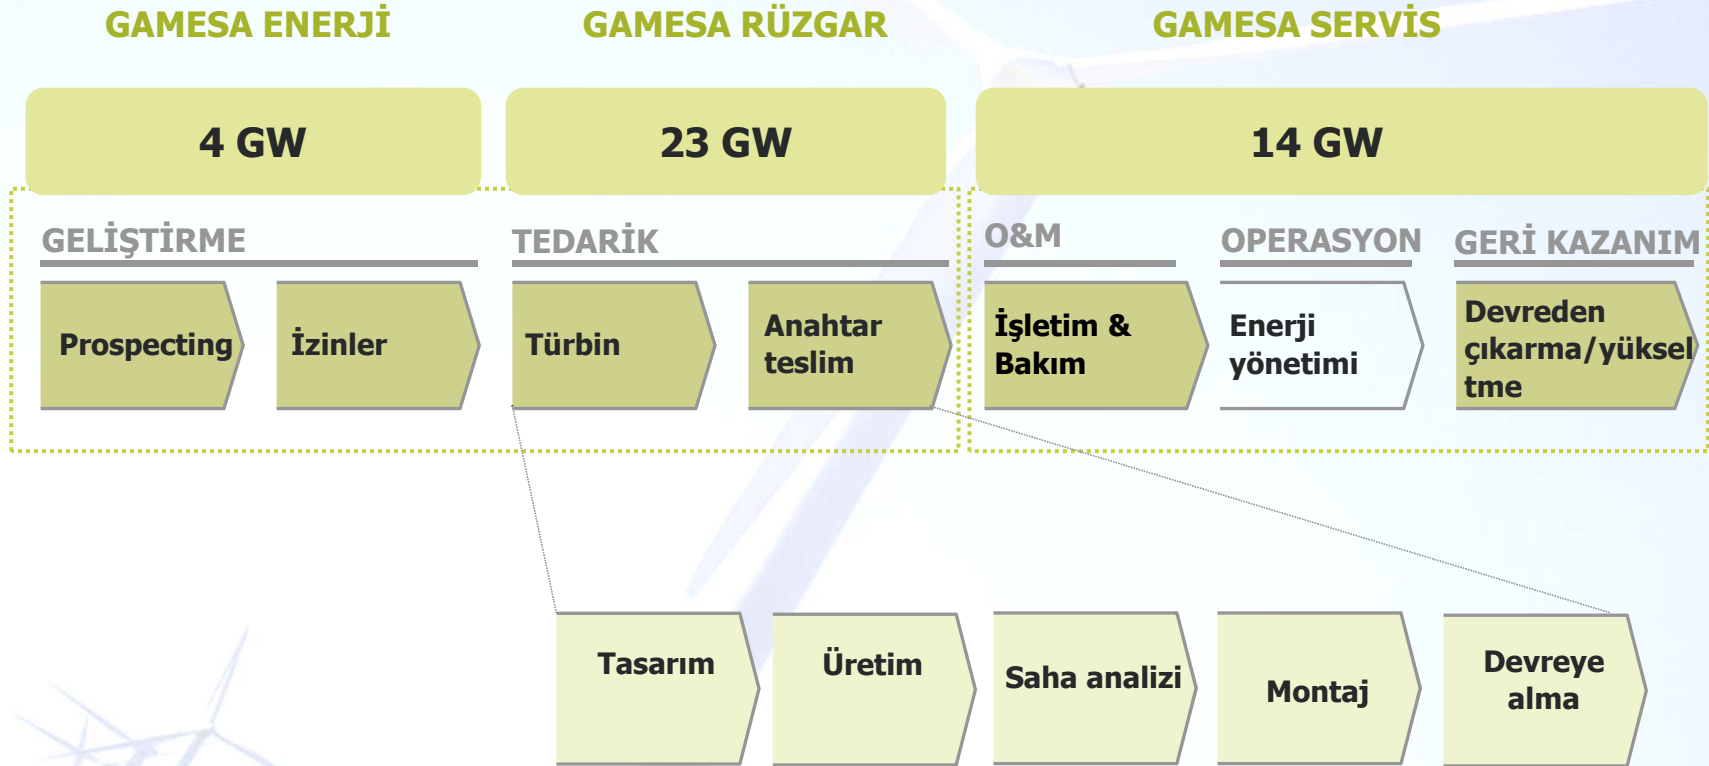 GAMESA ENERJİ
GAMESA RÜZGAR
GAMESA SERVİS
4 GW
23 GW
14 GW
GELİŞTİRME
TEDARİK
O&M
OPERASYON
GERİ KAZANIM
Prospecting
İzinler
Türbin
Anahtar
teslim
İşletim &
Bakım
Enerji
yönetimi
Devreden
çıkarma/yüksel
tme
Tasarım
Üretim
Saha analizi
Montaj
Devreye
alma